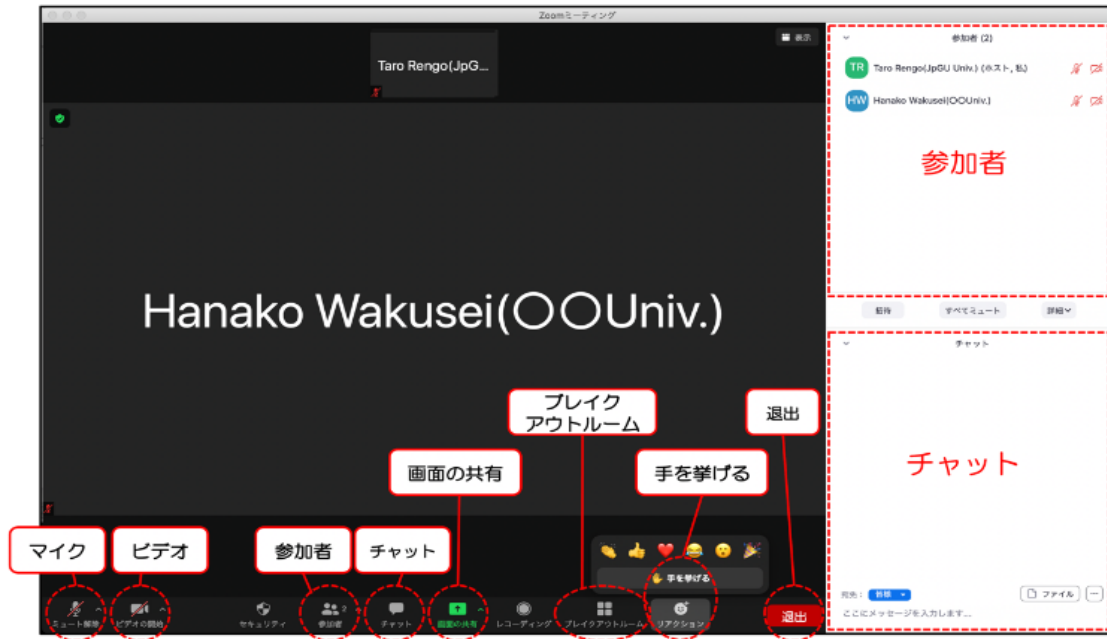 Zoomミーティング
Taro Rengo(JpG...
表示
Hanako Wakusei(〇〇Univ.)
参加者 (2)
TR Taro Rengo(JpGU Univ.) (ホスト, 私)
HW Hanako Wakusei(〇〇Univ.)
参加者
招待 すべてミュート 詳細
チャット
チャット
宛先: 皆様
ファイル
ここにメッセージを入力します...
ブレイク
アウトルーム
退出
画面の共有
手を挙げる
マイク
ビデオ
参加者
チャット
手を挙げる
ミュート解除
ビデオの開始
セキュリティ
2
参加者
チャット
画面の共有
レコーディング
ブレイクアウトルーム
リアクション
退出